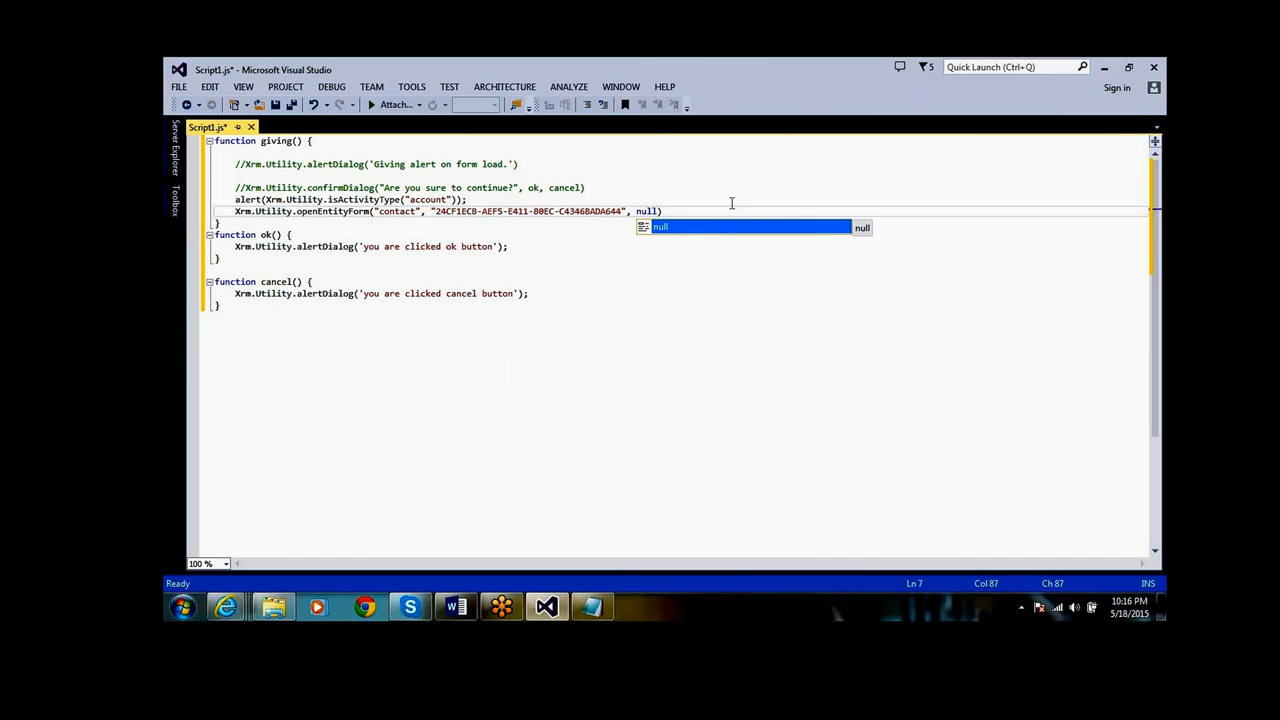 Script1.js* - Microsoft Visual Studio
5
Quick Launch (Ctrl+Q)
FILE EDIT VIEW PROJECT DEBUG TEAM TOOLS TEST ARCHITECTURE ANALYZE WINDOW HELP
Sign in
Attach...
Script1.js*
Server Explorer
Toolbox
function giving() {
//Xrm.Utility.alertDialog('Giving alert on form load.')
//Xrm.Utility.confirmDialog("Are you sure to continue?", ok, cancel)
alert(Xrm.Utility.isActivityType("account"));
Xrm.Utility.openEntityForm("contact", "24CF1ECB-AEF5-E411-80EC-C4346BADA644", null)
null
null
}
function ok() {
Xrm.Utility.alertDialog('you are clicked ok button');
}
function cancel() {
Xrm.Utility.alertDialog('you are clicked cancel button');
}
100 %
Ready
Ln 7 Col 87 Ch 87 INS
10:16 PM
5/18/2015